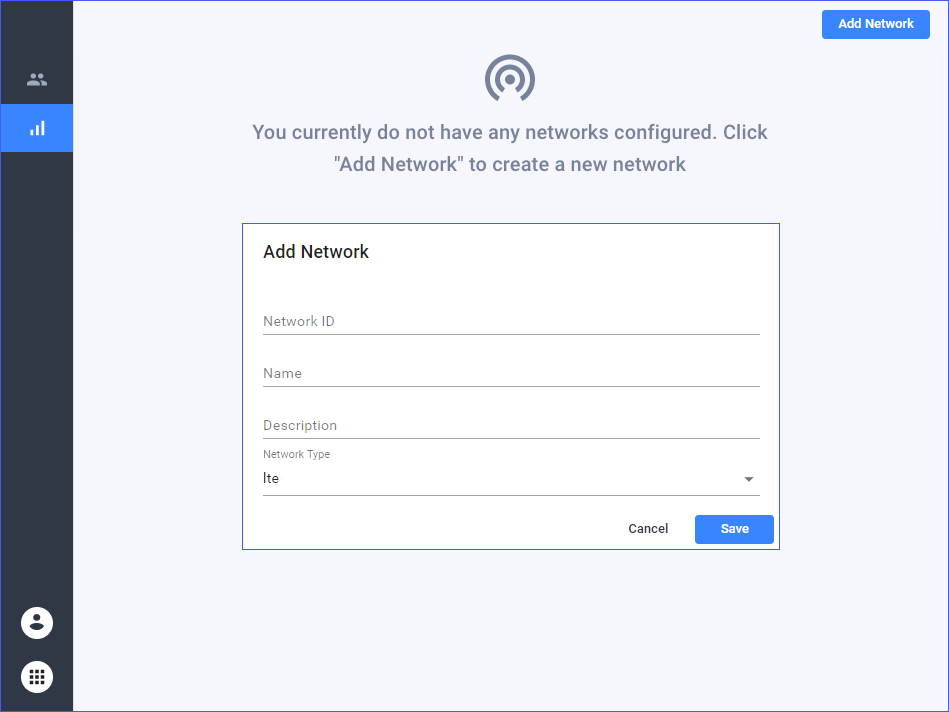 Add Network
You currently do not have any networks configured. Click
"Add Network" to create a new network
Add Network
Network ID
Name
Description
Network Type
lte
Cancel
Save